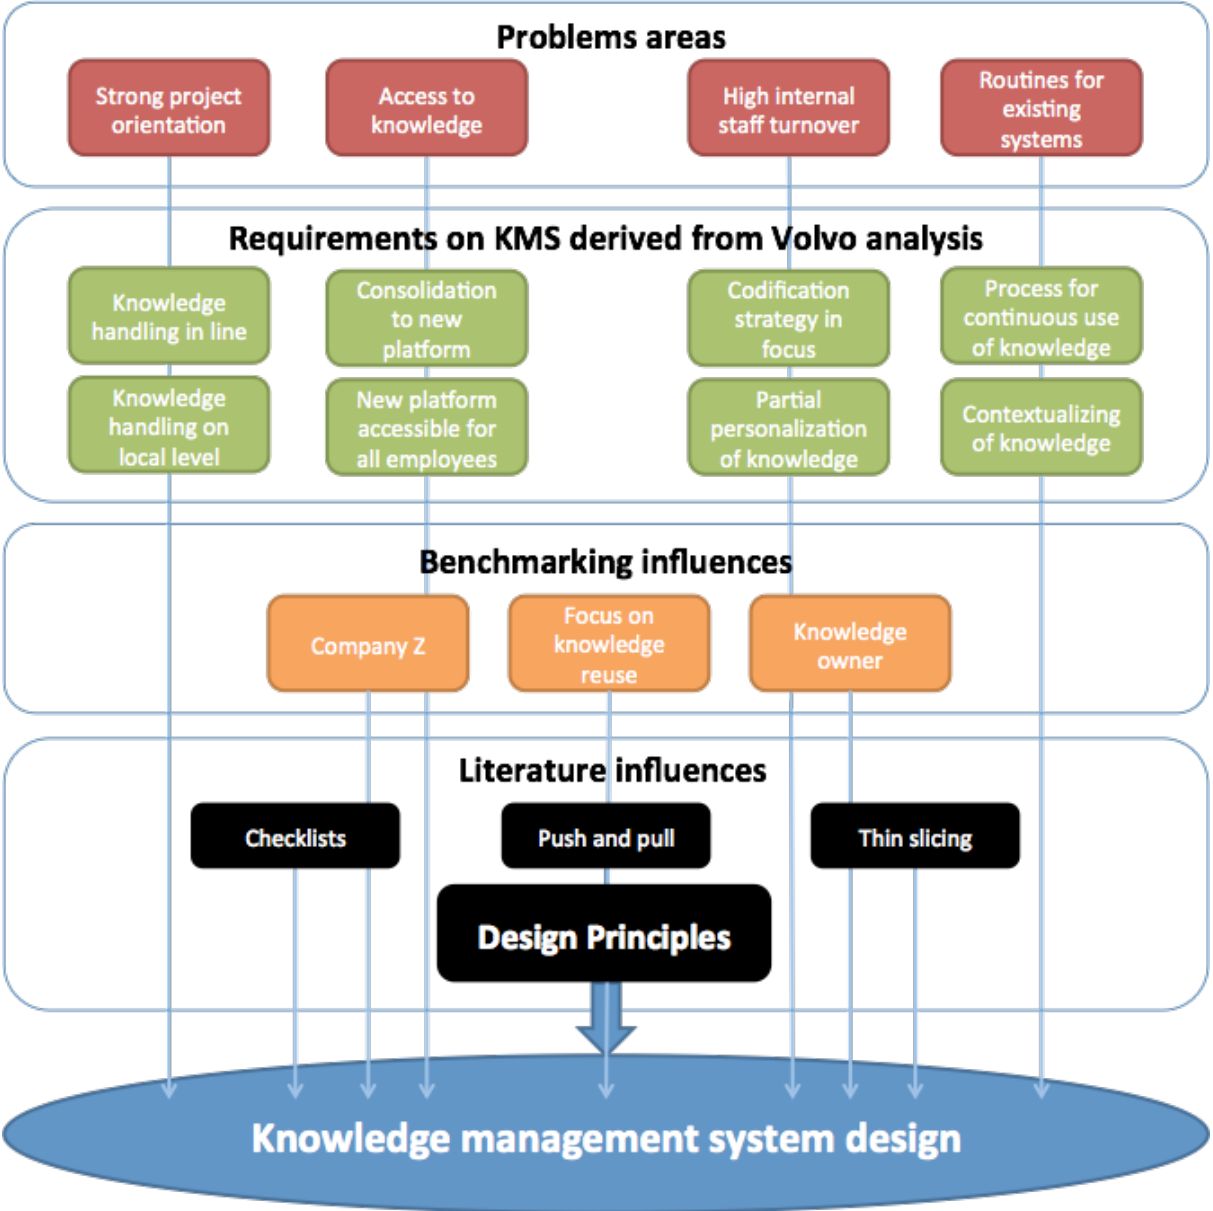 Problems areas
Strong project
orientation
Access to
knowledge
High internal
staff turnover
Routines for
existing
systems
Requirements on KMS derived from Volvo analysis
Knowledge
handling in line
Consolidation
to new
platform
Codification
strategy in
focus
Process for
continuous use
of knowledge
Knowledge
handling on
local level
New platform
accessible for
all employees
Partial
personalization
of knowledge
Contextualizing
of knowledge
Benchmarking influences
Company Z
Focus on
knowledge
reuse
Knowledge
owner
Literature influences
Checklists
Push and pull
Thin slicing
Design Principles
Knowledge management system design